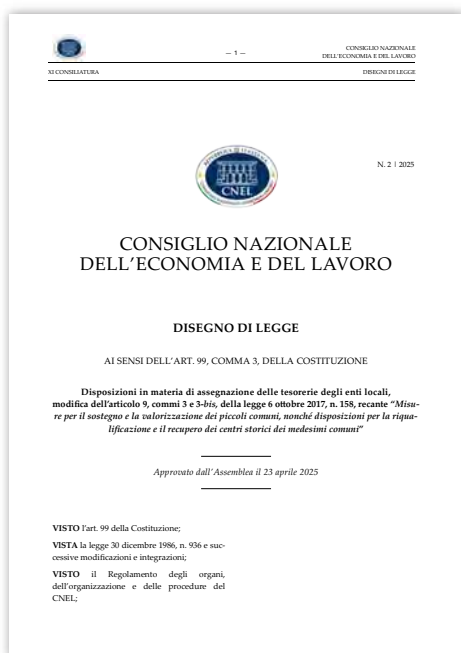 — 1 —
CONSIGLIO NAZIONALE
DELL'ECONOMIA E DEL LAVORO
XI CONSILIATURA
DISEGNI DI LEGGE
N. 2 | 2025
CNEL
CONSIGLIO NAZIONALE
DELL'ECONOMIA E DEL LAVORO
DISEGNO DI LEGGE
AI SENSI DELL'ART. 99, COMMA 3, DELLA COSTITUZIONE
Disposizioni in materia di assegnazione delle tesorerie degli enti locali,
modifica dell'articolo 9, commi 3 e 3-bis, della legge 6 ottobre 2017, n. 158, recante "Misu-
re per il sostegno e la valorizzazione dei piccoli comuni, nonché disposizioni per la riqua-
lificazione e il recupero dei centri storici dei medesimi comuni"
Approvato dall'Assemblea il 23 aprile 2025
VISTO l'art. 99 della Costituzione;
VISTA la legge 30 dicembre 1986, n. 936 e suc-
cessive modificazioni e integrazioni;
VISTO il Regolamento degli organi,
dell'organizzazione e delle procedure del
CNEL;